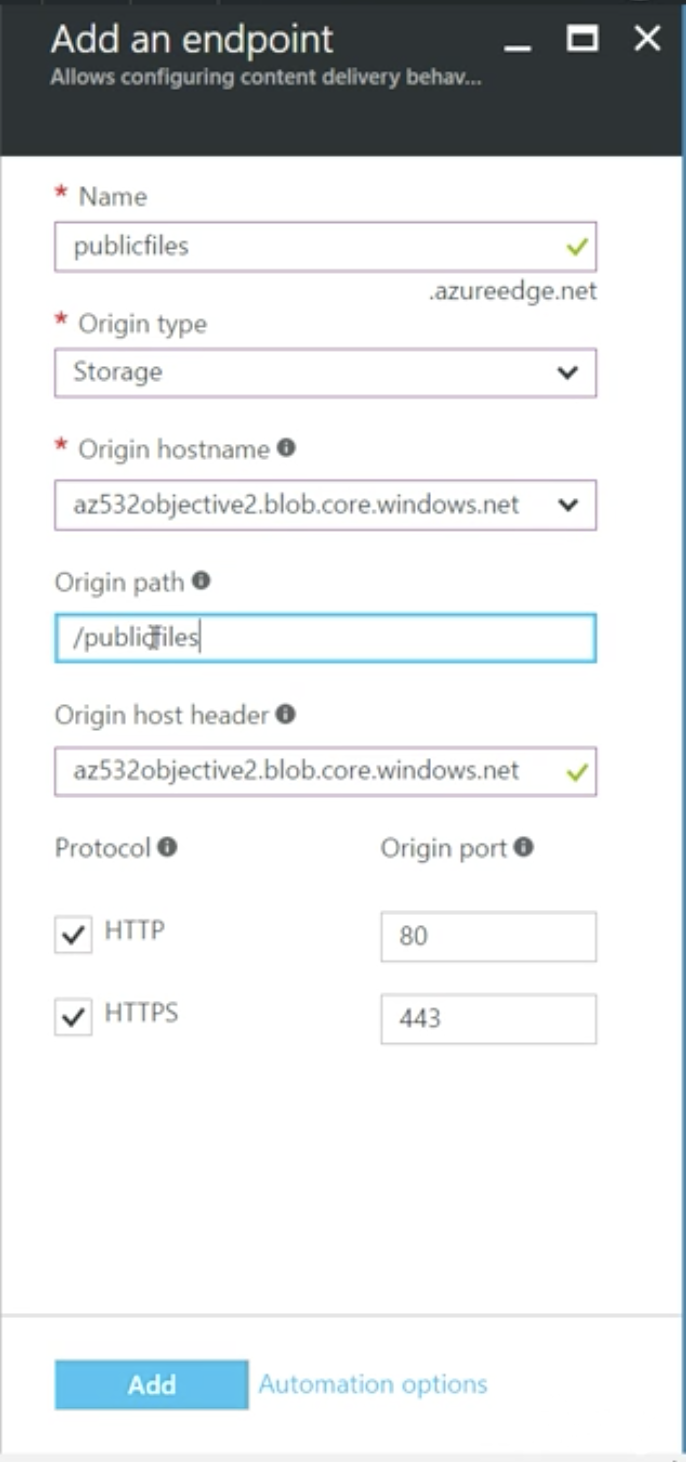 Add an endpoint
Allows configuring content delivery behav...
* Name
publicfiles
.azureedge.net
* Origin type
Storage
* Origin hostname
az532objective2.blob.core.windows.net
Origin path
/publicfiles
Origin host header
az532objective2.blob.core.windows.net
Protocol Origin port
HTTP 80
HTTPS 443
Add Automation options